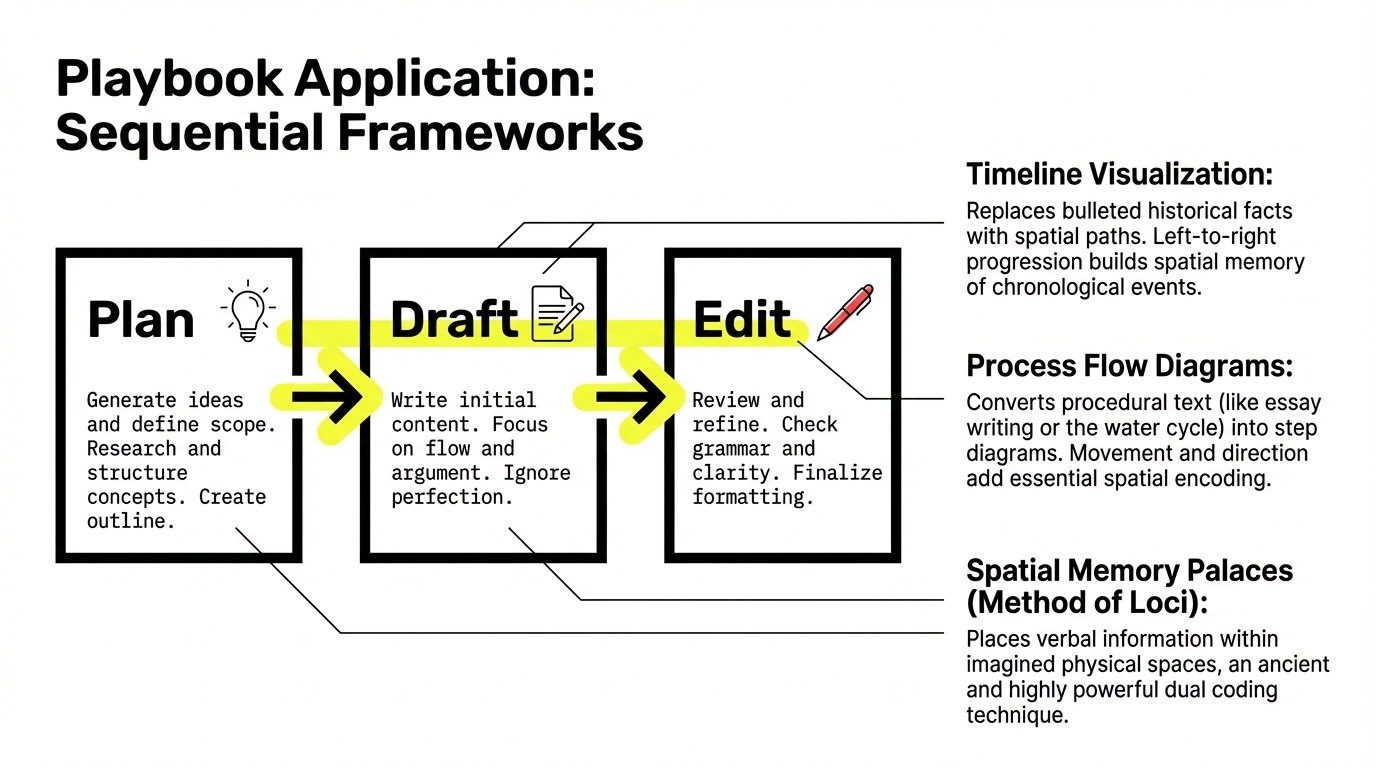 Playbook Application:
Sequential Frameworks
Plan
Generate ideas
and define scope.
Research and
structure
concepts. Create
outline.
Draft
Write initial
content. Focus
on flow and
argument. Ignore
perfection.
Edit
Review and
refine. Check
grammar and
clarity. Finalize
formatting.
Timeline Visualization:
Replaces bulleted historical facts
with spatial paths. Left-to-right
progression builds spatial memory
of chronological events.
Process Flow Diagrams:
Converts procedural text (like essay
writing or the water cycle) into step
diagrams. Movement and direction
add essential spatial encoding.
Spatial Memory Palaces
(Method of Loci):
Places verbal information within
imagined physical spaces, an ancient
and highly powerful dual coding
technique.